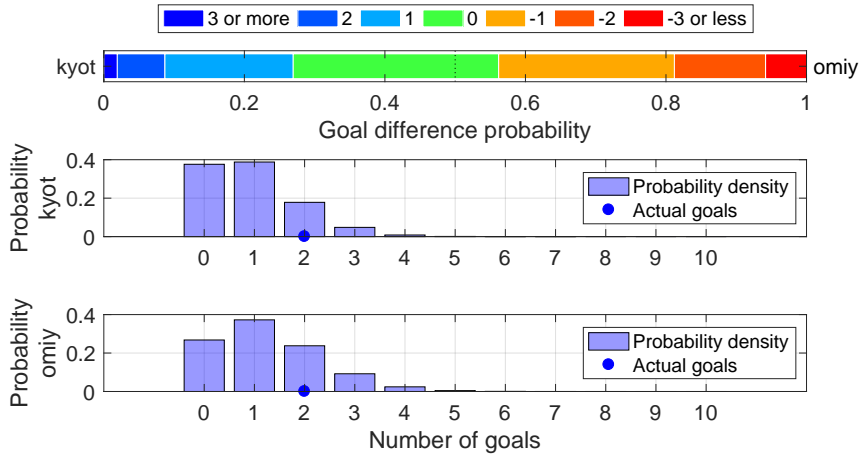 3 or more 2 1 0 -1 -2 -3 or less
kyot omiy
0 0.2 0.4 0.6 0.8 1
Goal difference probability
Probability
kyot
0.4
0.2
0
Probability density
Actual goals
0 1 2 3 4 5 6 7 8 9 10
Probability
omiy
0.4
0.2
0
Probability density
Actual goals
0 1 2 3 4 5 6 7 8 9 10
Number of goals